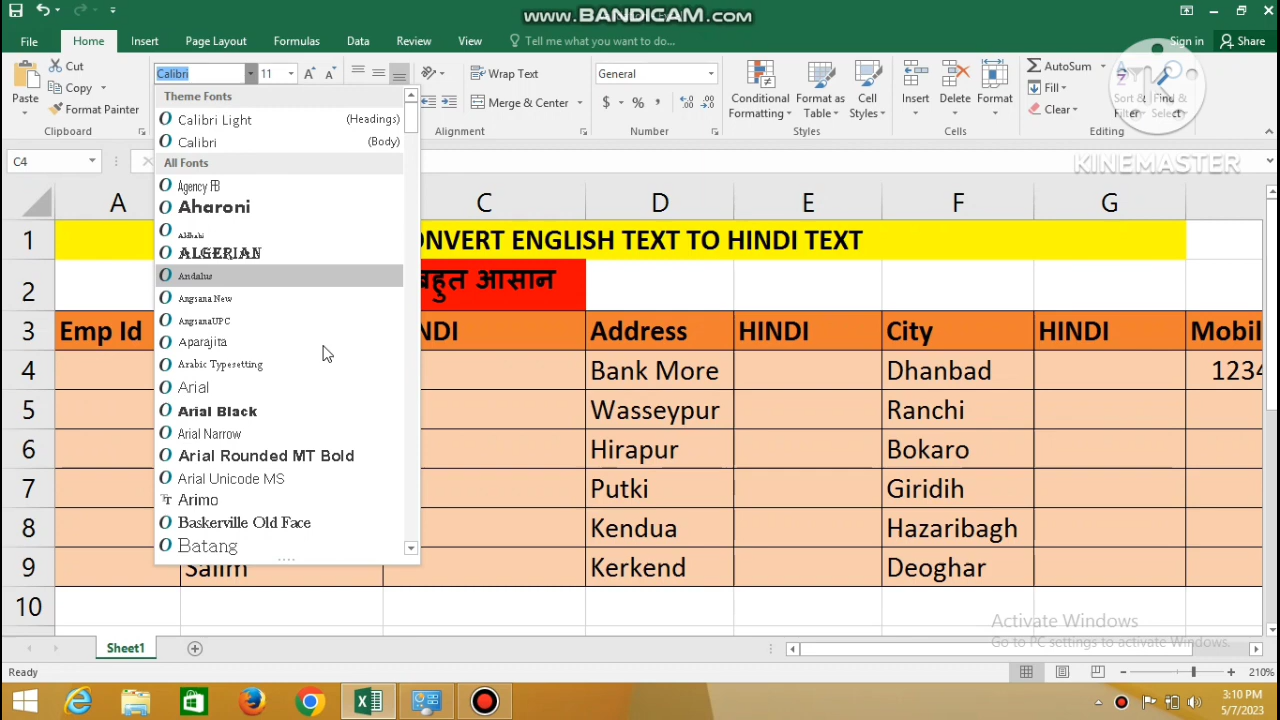 www.BANDICAM.com
File Home Insert Page Layout Formulas Data Review View Tell me what you want to do... Sign in Share
Paste
Cut
Copy
Format Painter
Clipboard
Calibri 11
Wrap Text
Merge & Center
Alignment
General
$ % ,
Number
Conditional Formatting
Format as Table
Cell Styles
Styles
Insert Delete Format
Cells
AutoSum
Fill
Clear
Sort & Filter
Find & Select
Editing
KINEMASTER
C4
Theme Fonts
Calibri Light (Headings)
Calibri (Body)
All Fonts
Agency FB
Aharoni
Aldhabi
ALGERIAN
Andalus
Angsana New
AngsanaUPC
Aparajita
Arabic Typesetting
Arial
Arial Black
Arial Narrow
Arial Rounded MT Bold
Arial Unicode MS
Arimo
Baskerville Old Face
Batang
A C D E F G
1 NVERT ENGLISH TEXT TO HINDI TEXT
2 बहुत आसान
3 Emp Id NDI Address HINDI City HINDI Mobil
4 Bank More Dhanbad 1234
5 Wasseypur Ranchi
6 Hirapur Bokaro
7 Putki Giridih
8 Kendua Hazaribagh
9 Salim Kerkend Deoghar
10
Activate Windows
Go to PC settings to activate Windows.
Sheet1
Ready 210%
3:10 PM
5/7/2023